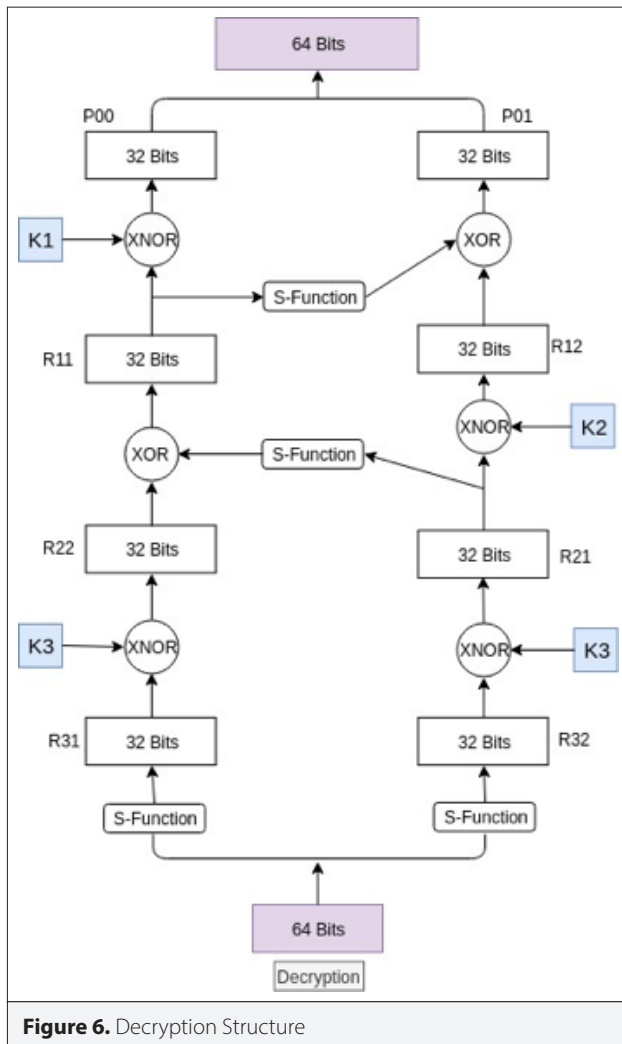 64 Bits
P00
P01
32 Bits
32 Bits
K1
XNOR
XOR
S-Function
R11
32 Bits
32 Bits
R12
XOR
S-Function
XNOR
K2
R22
32 Bits
32 Bits
R21
K3
XNOR
XNOR
K3
R31
32 Bits
32 Bits
R32
S-Function
S-Function
64 Bits
Decryption
Figure 6. Decryption Structure